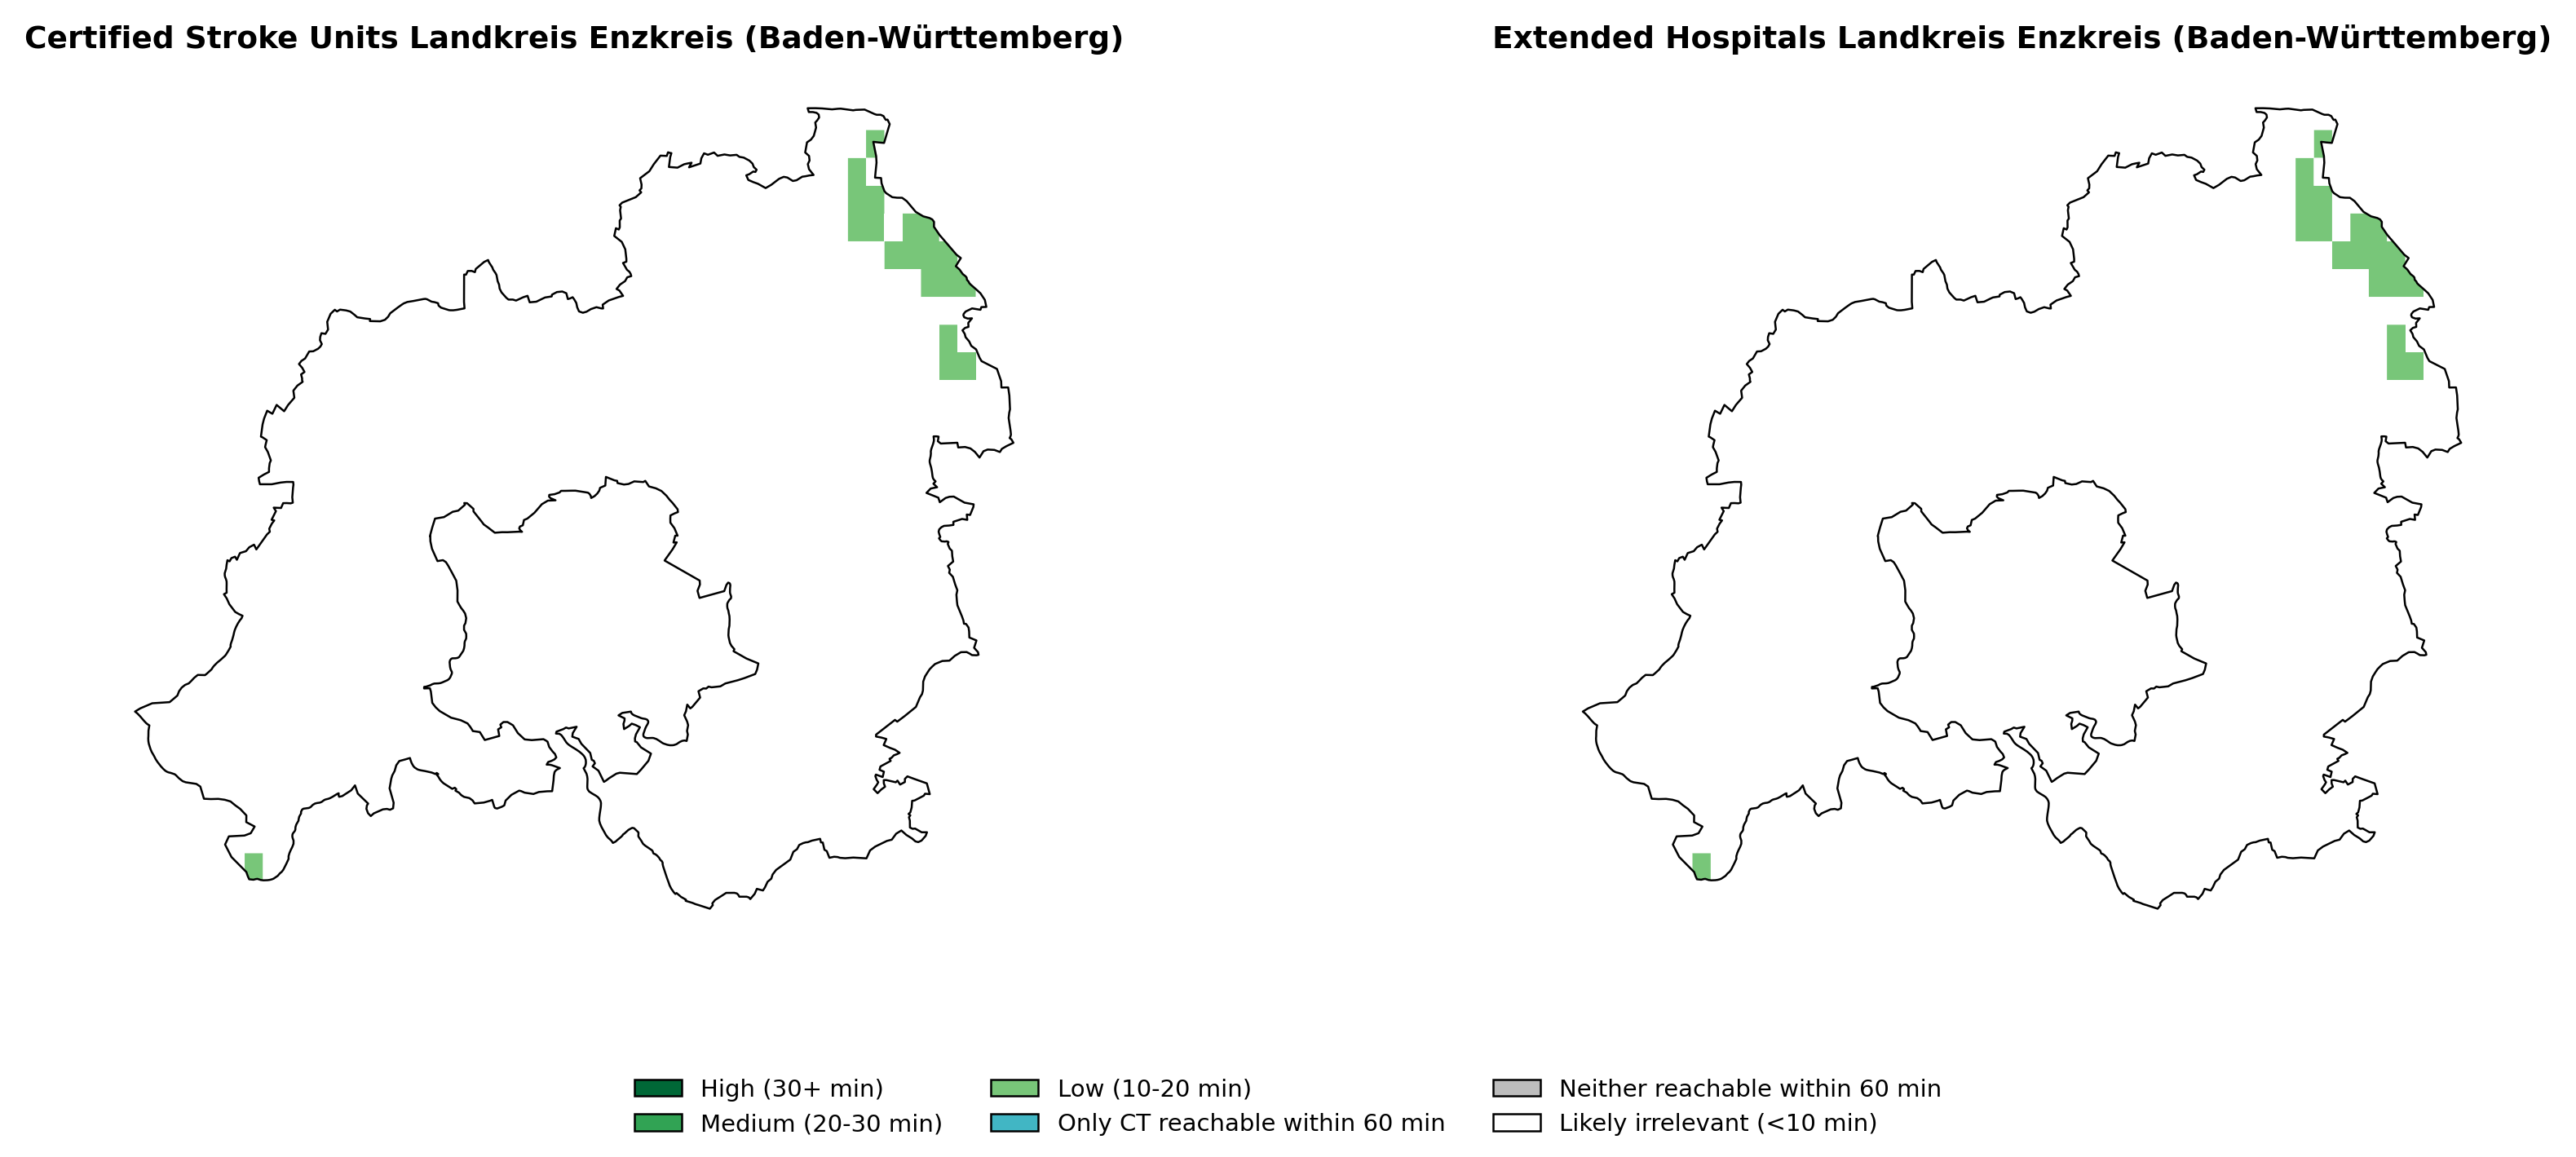 Certified Stroke Units Landkreis Enzkreis (Baden-Württemberg)
Extended Hospitals Landkreis Enzkreis (Baden-Württemberg)
High (30+ min)
Medium (20-30 min)
Low (10-20 min)
Only CT reachable within 60 min
Neither reachable within 60 min
Likely irrelevant (<10 min)